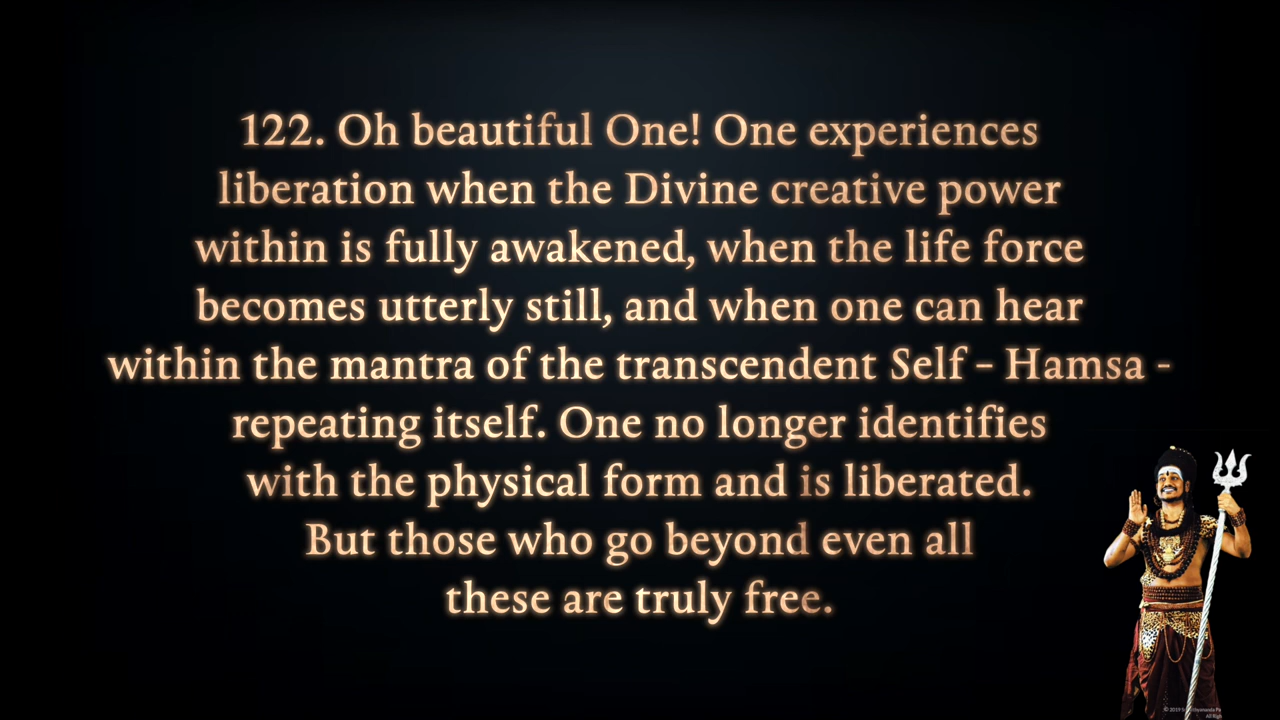 122. Oh beautiful One! One experiences
liberation when the Divine creative power
within is fully awakened, when the life force
becomes utterly still, and when one can hear
within the mantra of the transcendent Self – Hamsa -
repeating itself. One no longer identifies
with the physical form and is liberated.
But those who go beyond even all
these are truly free.
© 2019
All